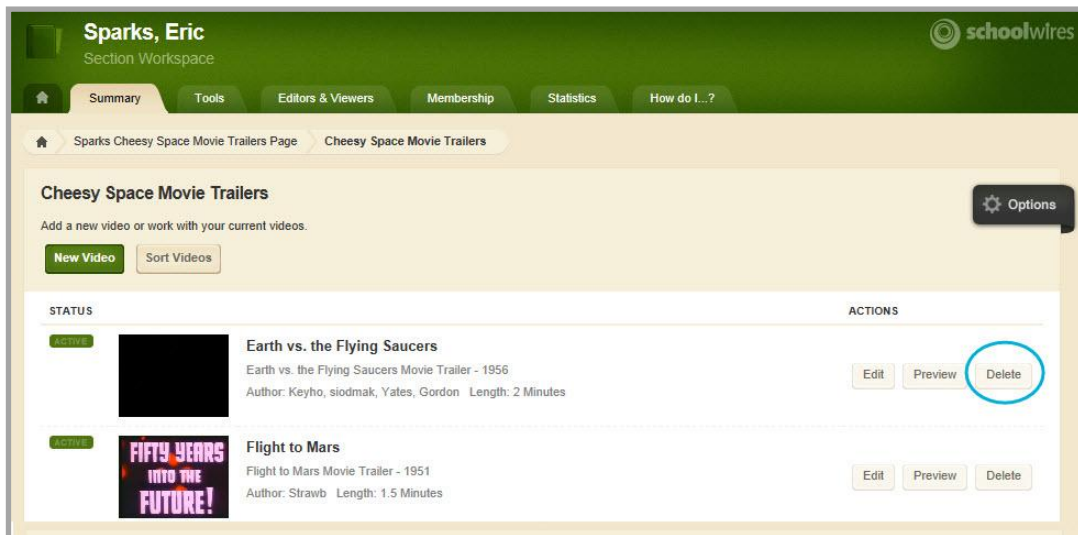 Sparks, Eric
Section Workspace
schoolwires
Summary Tools Editors & Viewers Membership Statistics How do I...?
Sparks Cheesy Space Movie Trailers Page Cheesy Space Movie Trailers
Cheesy Space Movie Trailers
Options
Add a new video or work with your current videos.
New Video Sort Videos
STATUS ACTIONS
ACTIVE
Earth vs. the Flying Saucers
Earth vs. the Flying Saucers Movie Trailer - 1956
Author: Keyho, siodmak, Yates, Gordon Length: 2 Minutes
Edit Preview Delete
ACTIVE
FIFTY YEARS
INTO THE
FUTURE!
Flight to Mars
Flight to Mars Movie Trailer - 1951
Author: Strawb Length: 1.5 Minutes
Edit Preview Delete